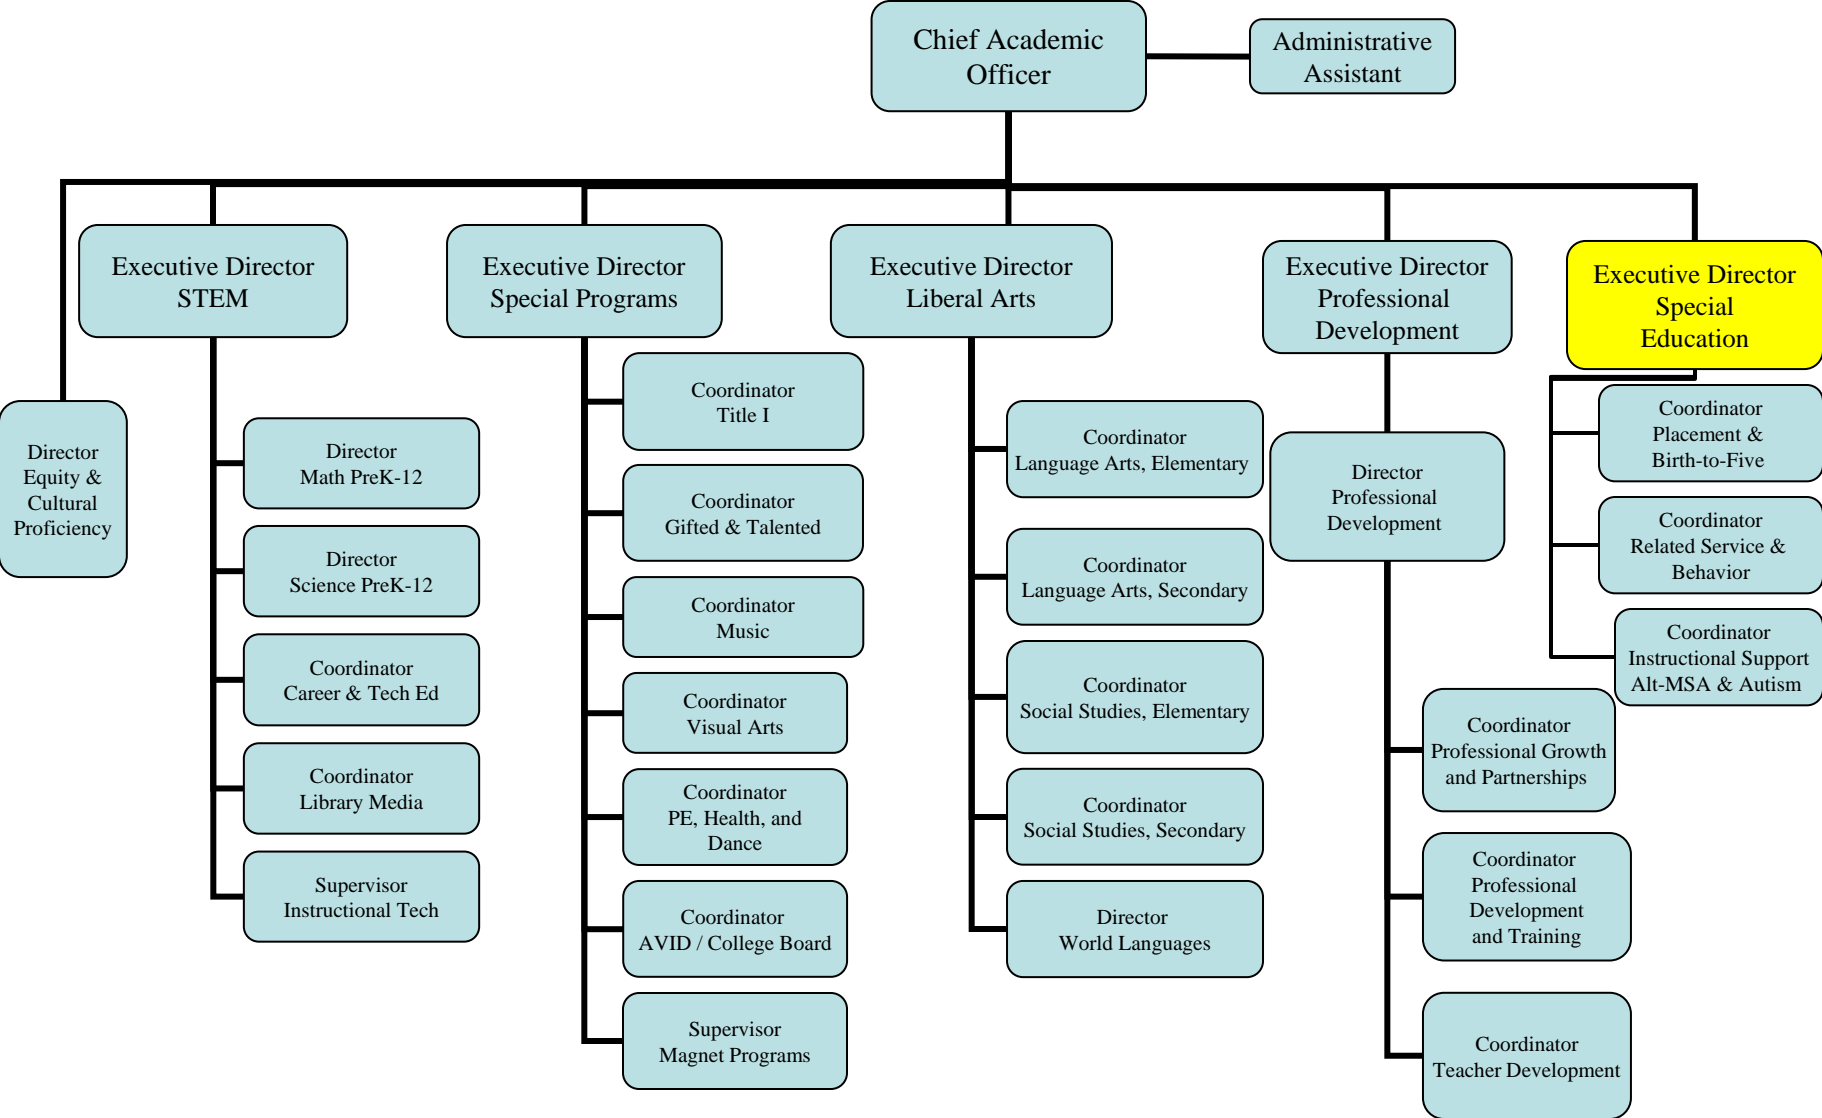 Chief Academic
Officer
Administrative
Assistant
Executive Director
STEM
Executive Director
Special Programs
Executive Director
Liberal Arts
Executive Director
Professional
Development
Executive Director
Special
Education
Director
Equity &
Cultural
Proficiency
Director
Math PreK-12
Director
Science PreK-12
Coordinator
Career & Tech Ed
Coordinator
Library Media
Supervisor
Instructional Tech
Coordinator
Title I
Coordinator
Gifted & Talented
Coordinator
Music
Coordinator
Visual Arts
Coordinator
PE, Health, and
Dance
Coordinator
AVID / College Board
Supervisor
Magnet Programs
Coordinator
Language Arts, Elementary
Coordinator
Language Arts, Secondary
Coordinator
Social Studies, Elementary
Coordinator
Social Studies, Secondary
Director
World Languages
Director
Professional
Development
Coordinator
Professional Growth
and Partnerships
Coordinator
Professional
Development
and Training
Coordinator
Teacher Development
Coordinator
Placement &
Birth-to-Five
Coordinator
Related Service &
Behavior
Coordinator
Instructional Support
Alt-MSA & Autism